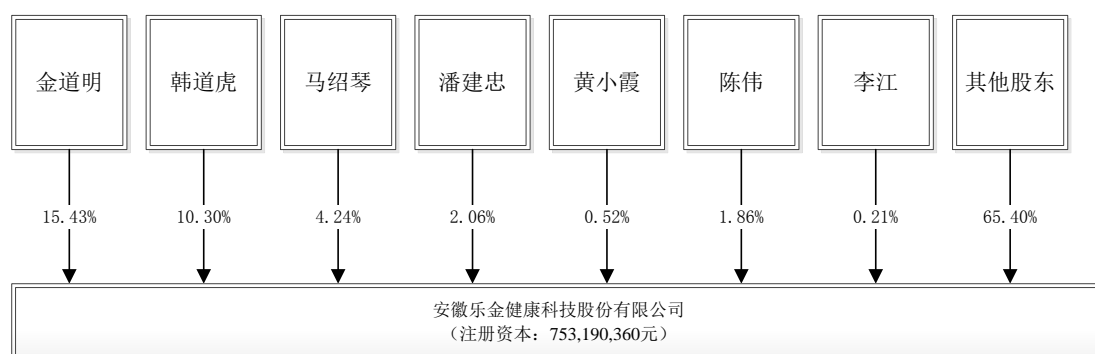 金道明 韩道虎 马绍琴 潘建忠 黄小霞 陈伟 李江 其他股东
15.43% 10.30% 4.24% 2.06% 0.52% 1.86% 0.21% 65.40%
安徽乐金健康科技股份有限公司
（注册资本：753,190,360元）